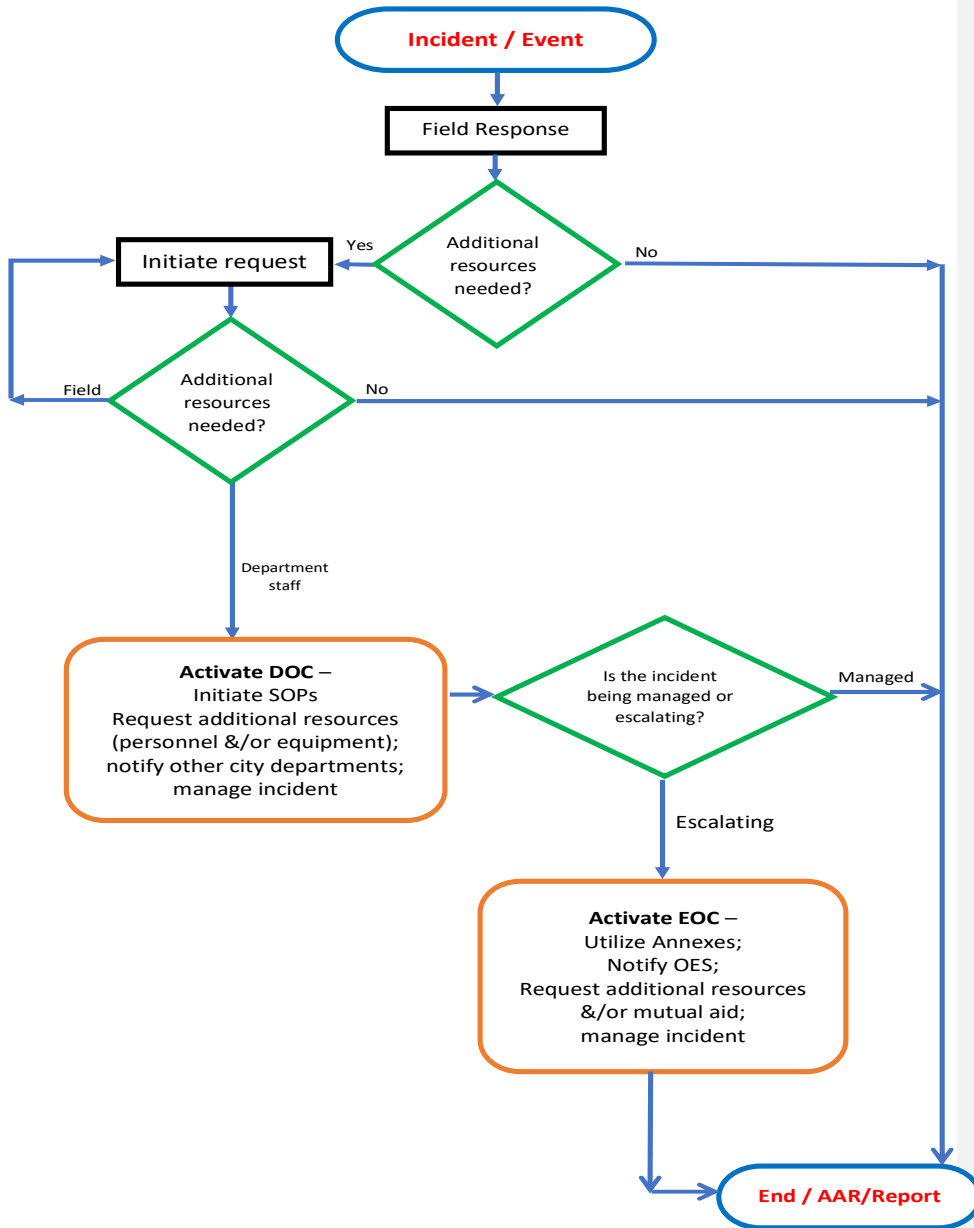 Incident / Event
Field Response
Additional
resources
needed?
Yes
No
Initiate request
Additional
resources
needed?
Field
No
Department
staff
Activate DOC –
Initiate SOPs
Request additional resources
(personnel &/or equipment);
notify other city departments;
manage incident
Is the incident
being managed or
escalating?
Managed
Escalating
Activate EOC –
Utilize Annexes;
Notify OES;
Request additional resources
&/or mutual aid;
manage incident
End / AAR/Report